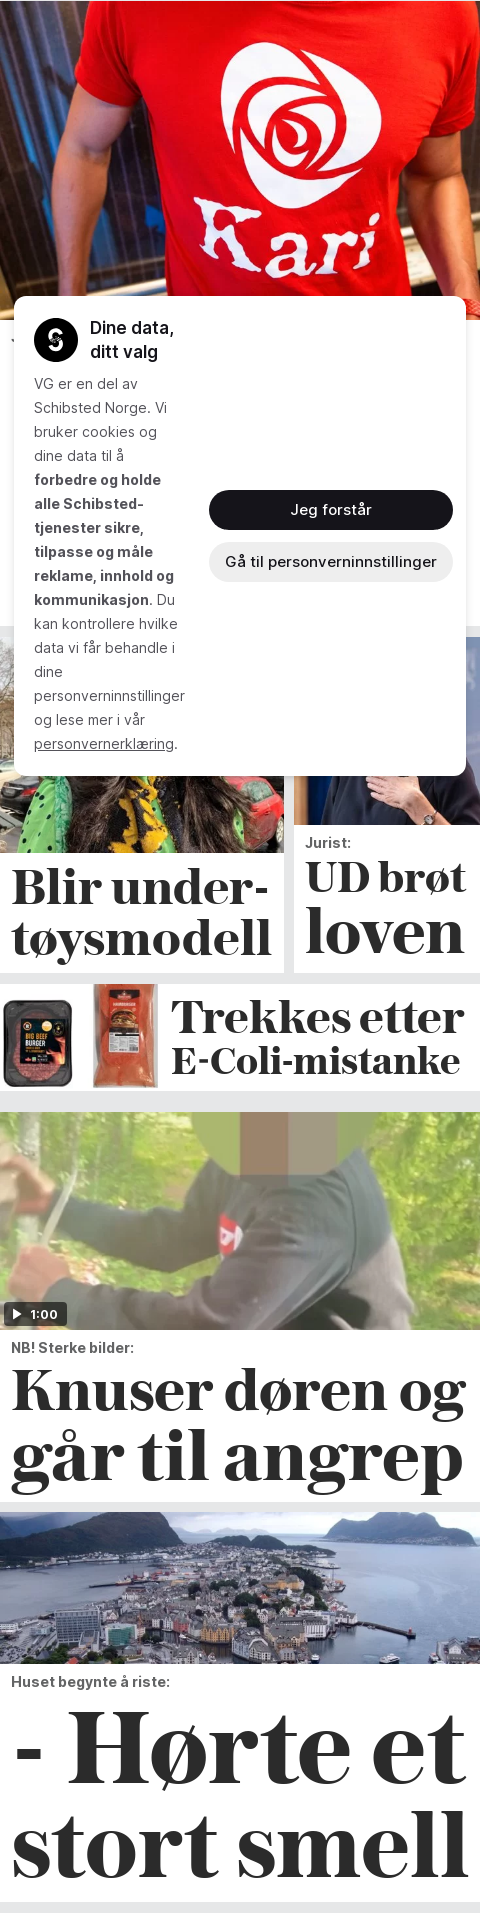 Kari
Dine data,
ditt valg
VG er en del av
Schibsted Norge. Vi
bruker cookies og
dine data til å
forbedre og holde
alle Schibsted-
tjenester sikre,
tilpasse og måle
reklame, innhold og
kommunikasjon. Du
kan kontrollere hvilke
data vi får behandle i
dine
personverninnstillinger
og lese mer i vår
personvernerklæring.
Jeg forstår
Gå til personverninnstillinger
Blir under-
tøysmodell
Jurist:
UD brøt
loven
BIG BEEF
BURGER
Trekkes etter
E-Coli-mistanke
1:00
NB! Sterke bilder:
Knuser døren og
går til angrep
Huset begynte å riste:
- Hørte et
stort smell